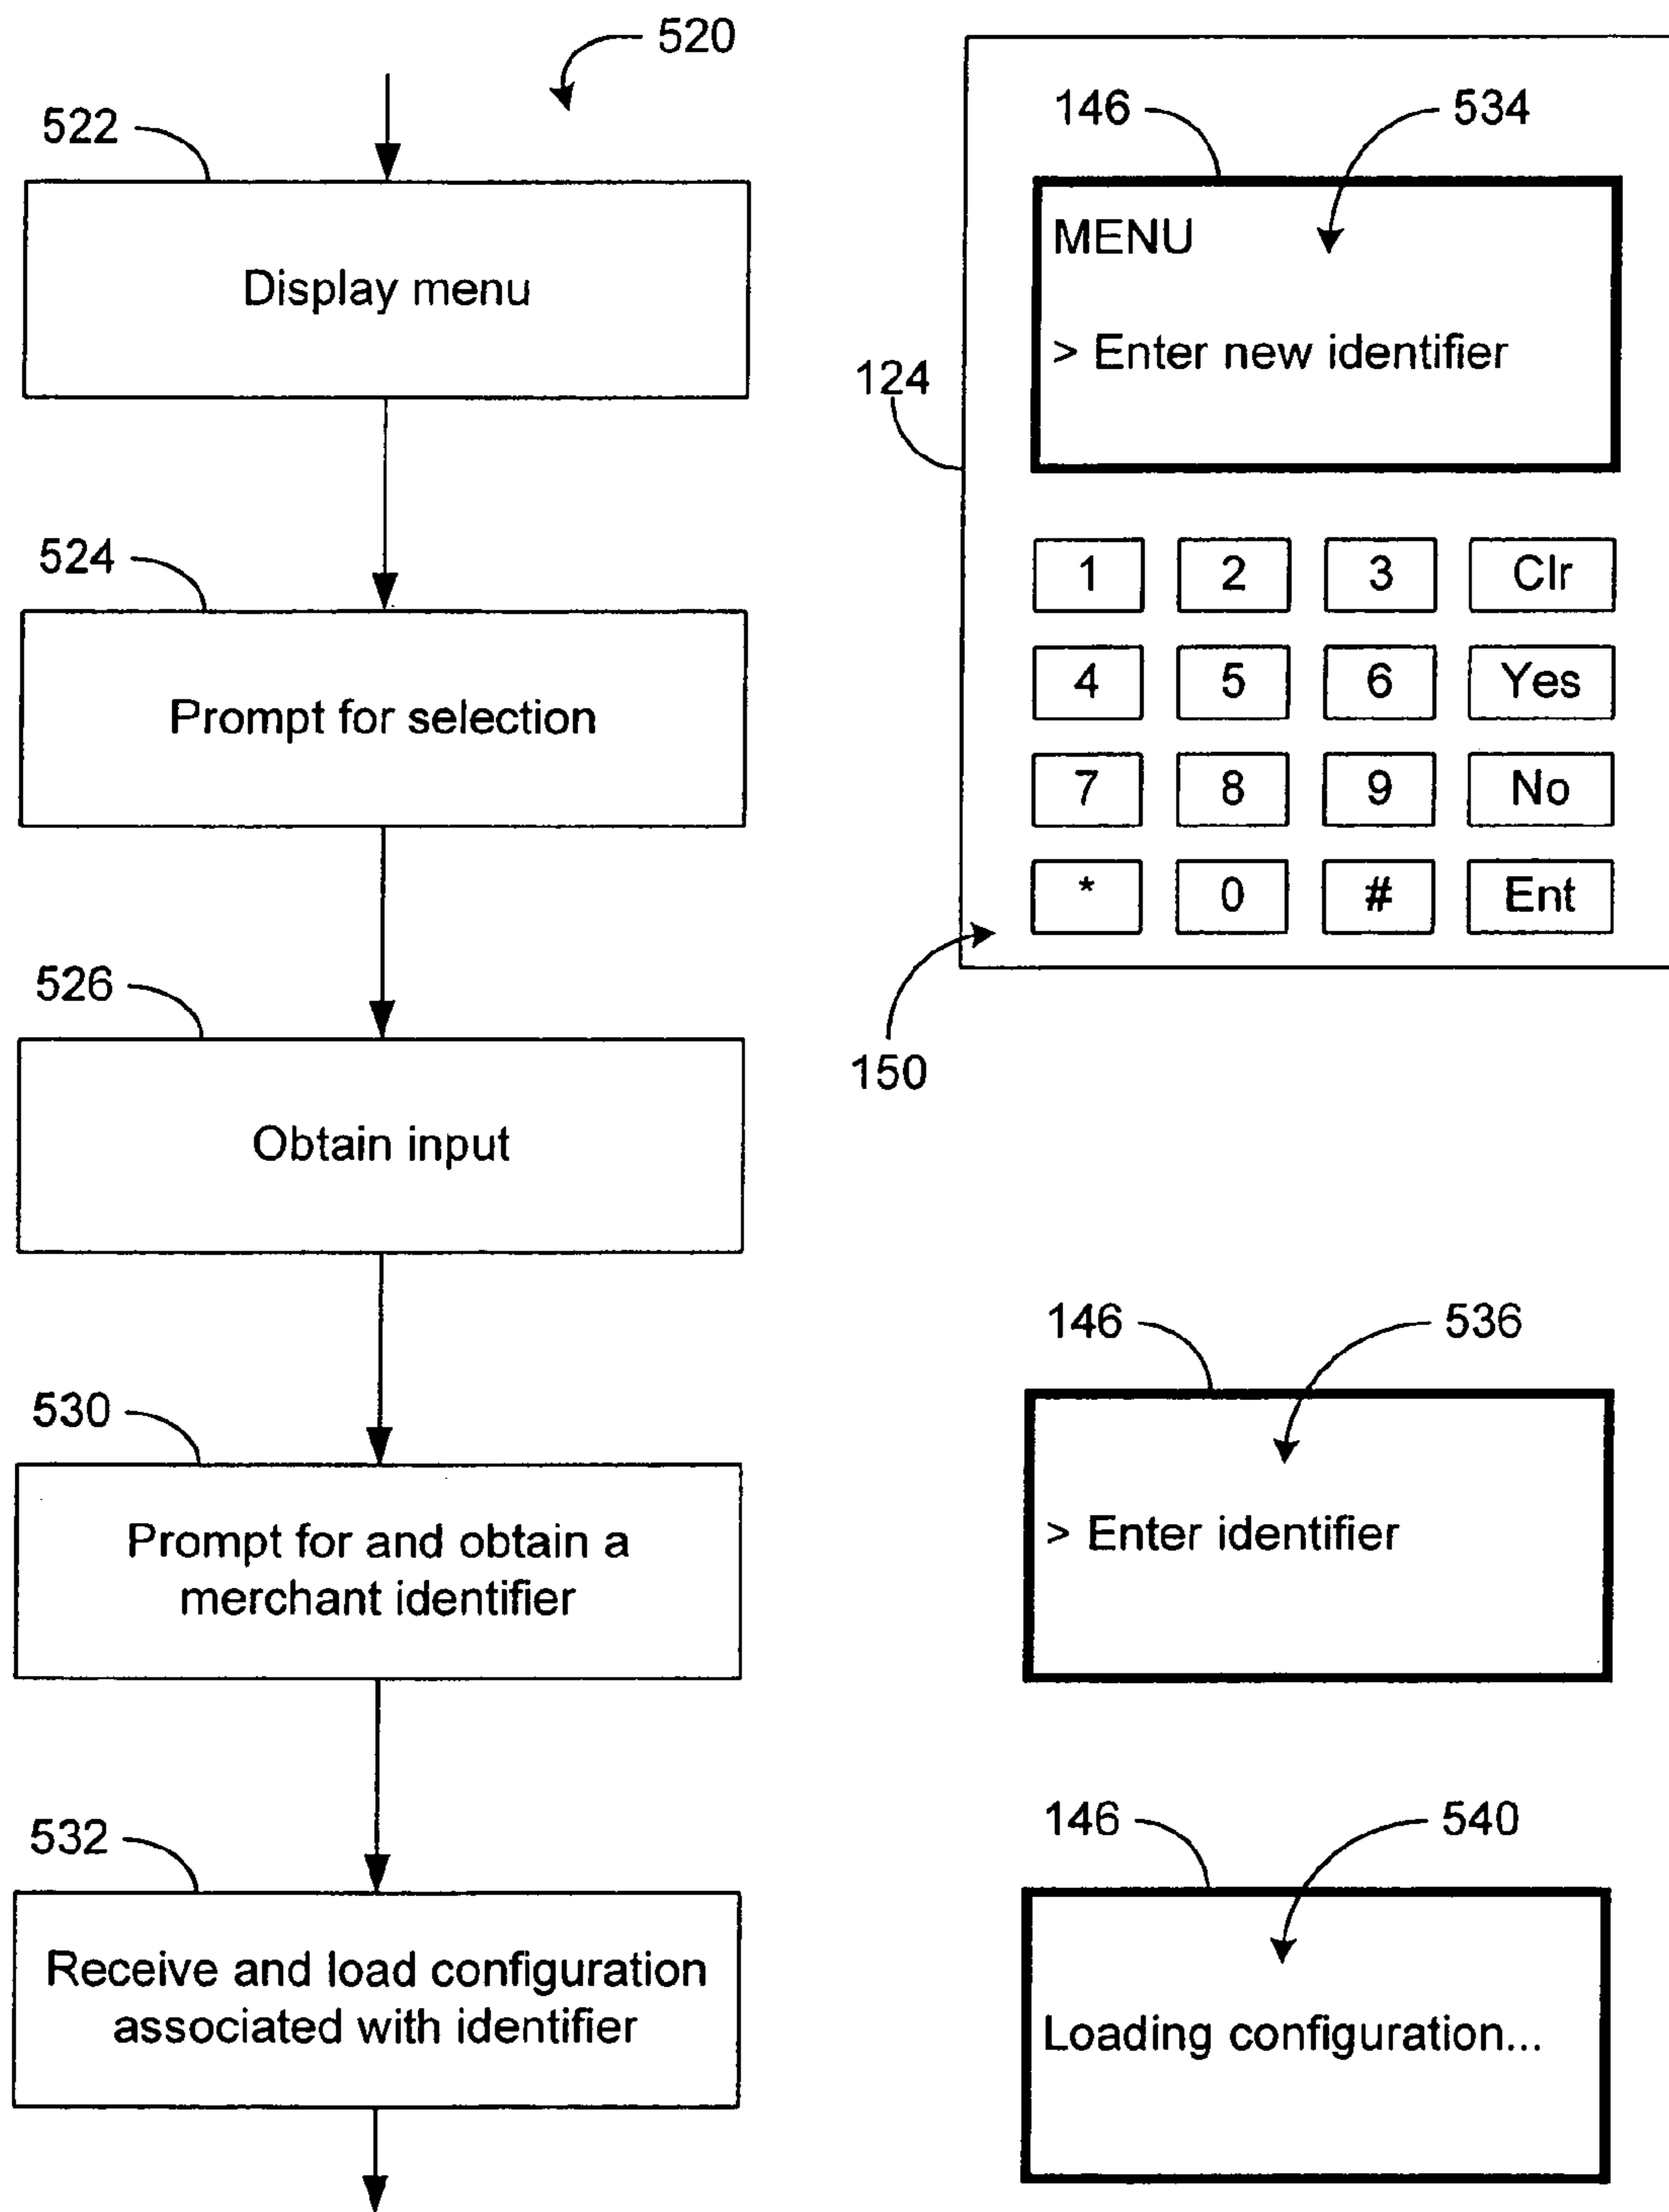 520
522
Display menu
524
Prompt for selection
526
Obtain input
530
Prompt for and obtain a
merchant identifier
532
Receive and load configuration
associated with identifier
146
534
MENU
> Enter new identifier
124
1 2 3 Clr
4 5 6 Yes
7 8 9 No
* 0 # Ent
150
146
536
> Enter identifier
146
540
Loading configuration...